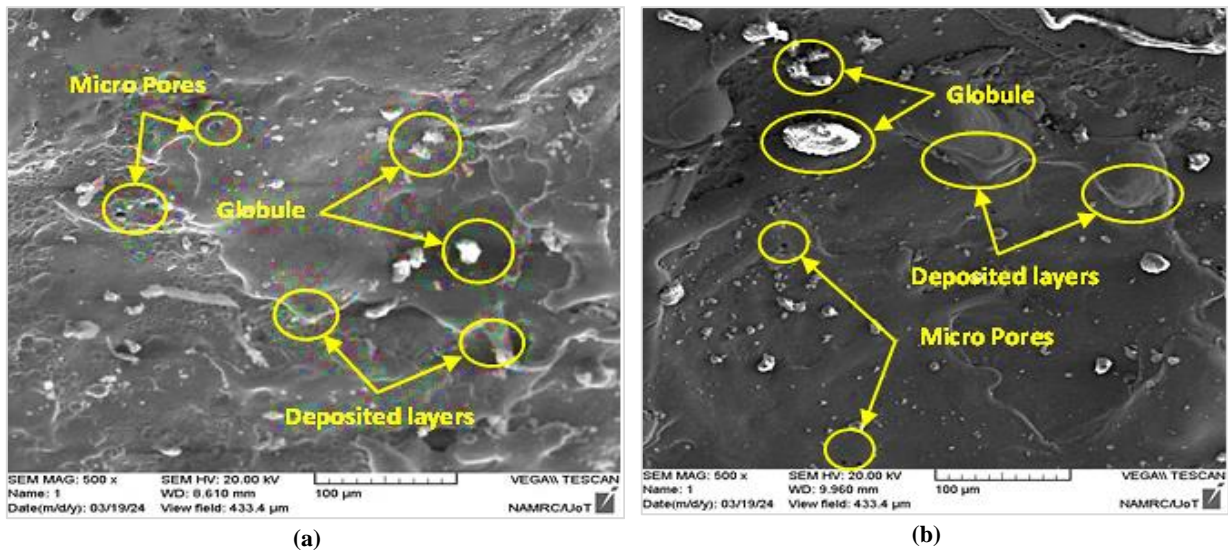 Micro Pores
Globule
Deposited layers
SEM MAG: 500 x SEM HV: 20.00 kV VEGA\\ TESCAN
Name: 1 WD: 8.610 mm 100 µm
Date(m/d/y): 03/19/24 View field: 433.4 µm NAMRC/UoT
(a)
Globule
Deposited layers
Micro Pores
SEM MAG: 500 x SEM HV: 20.00 kV VEGA\\ TESCAN
Name: 1 WD: 9.960 mm 100 µm
Date(m/d/y): 03/19/24 View field: 433.4 µm NAMRC/UoT
(b)